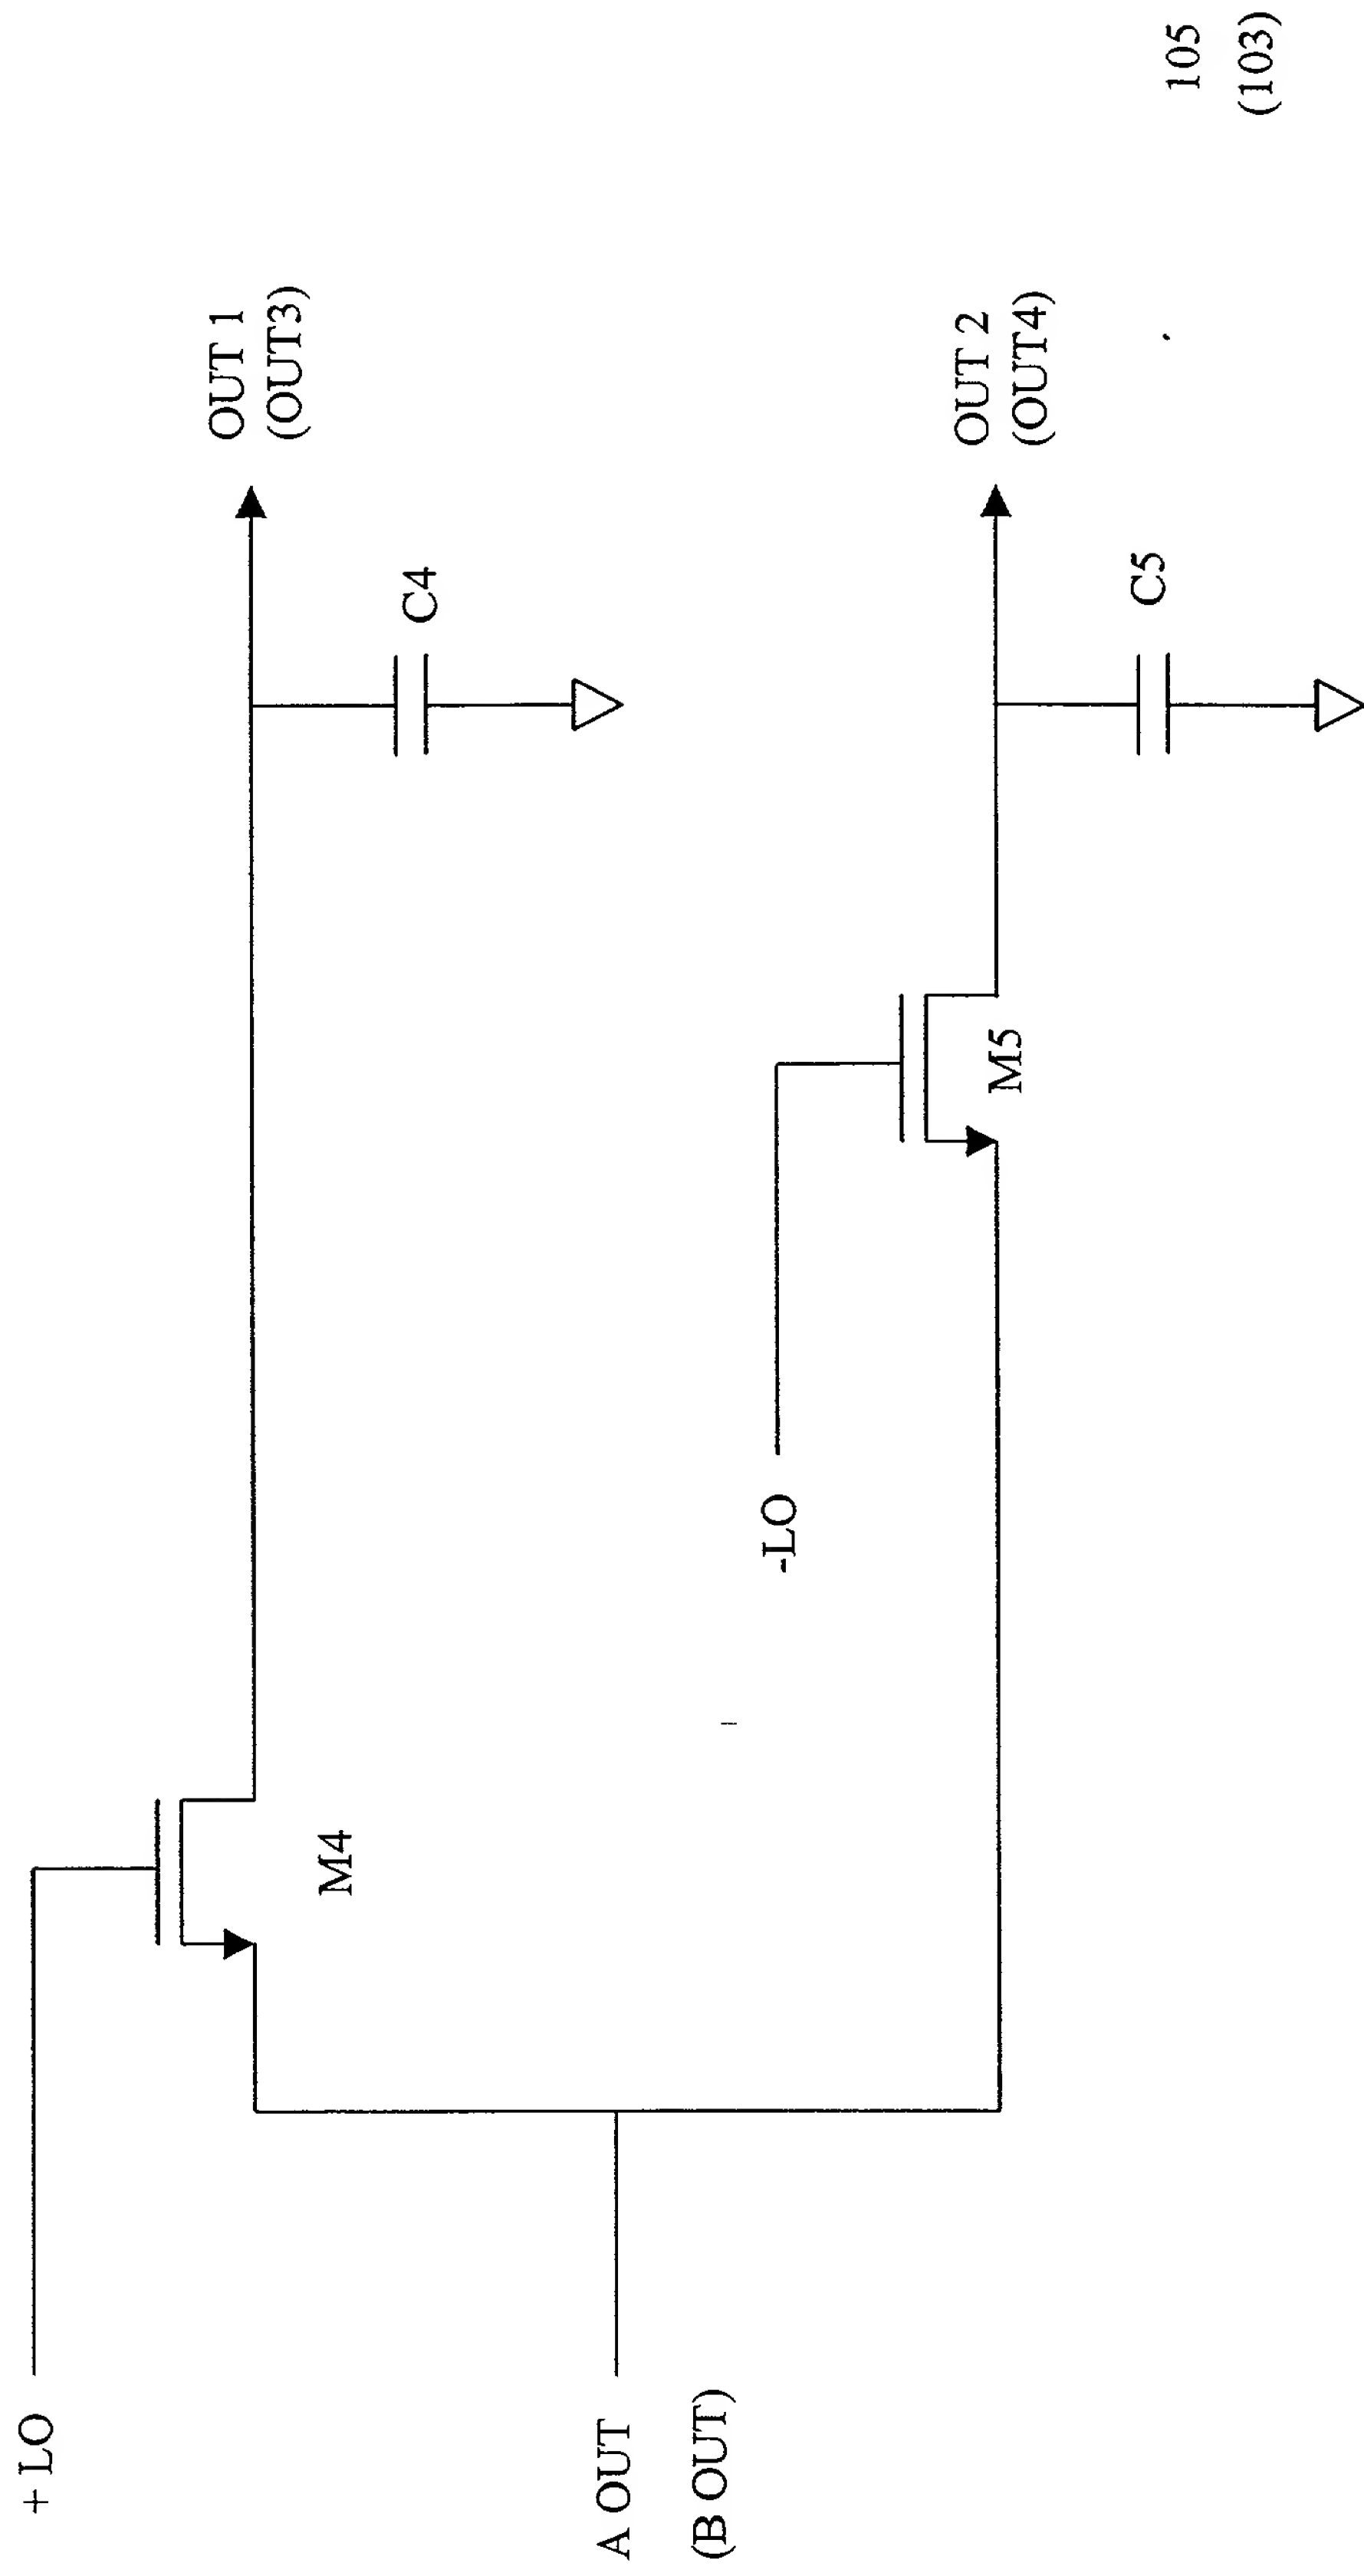 + LO
M4
OUT 1
(OUT3)
C4
A OUT
(B OUT)
-LO
M5
OUT 2
(OUT4)
C5
105
(103)